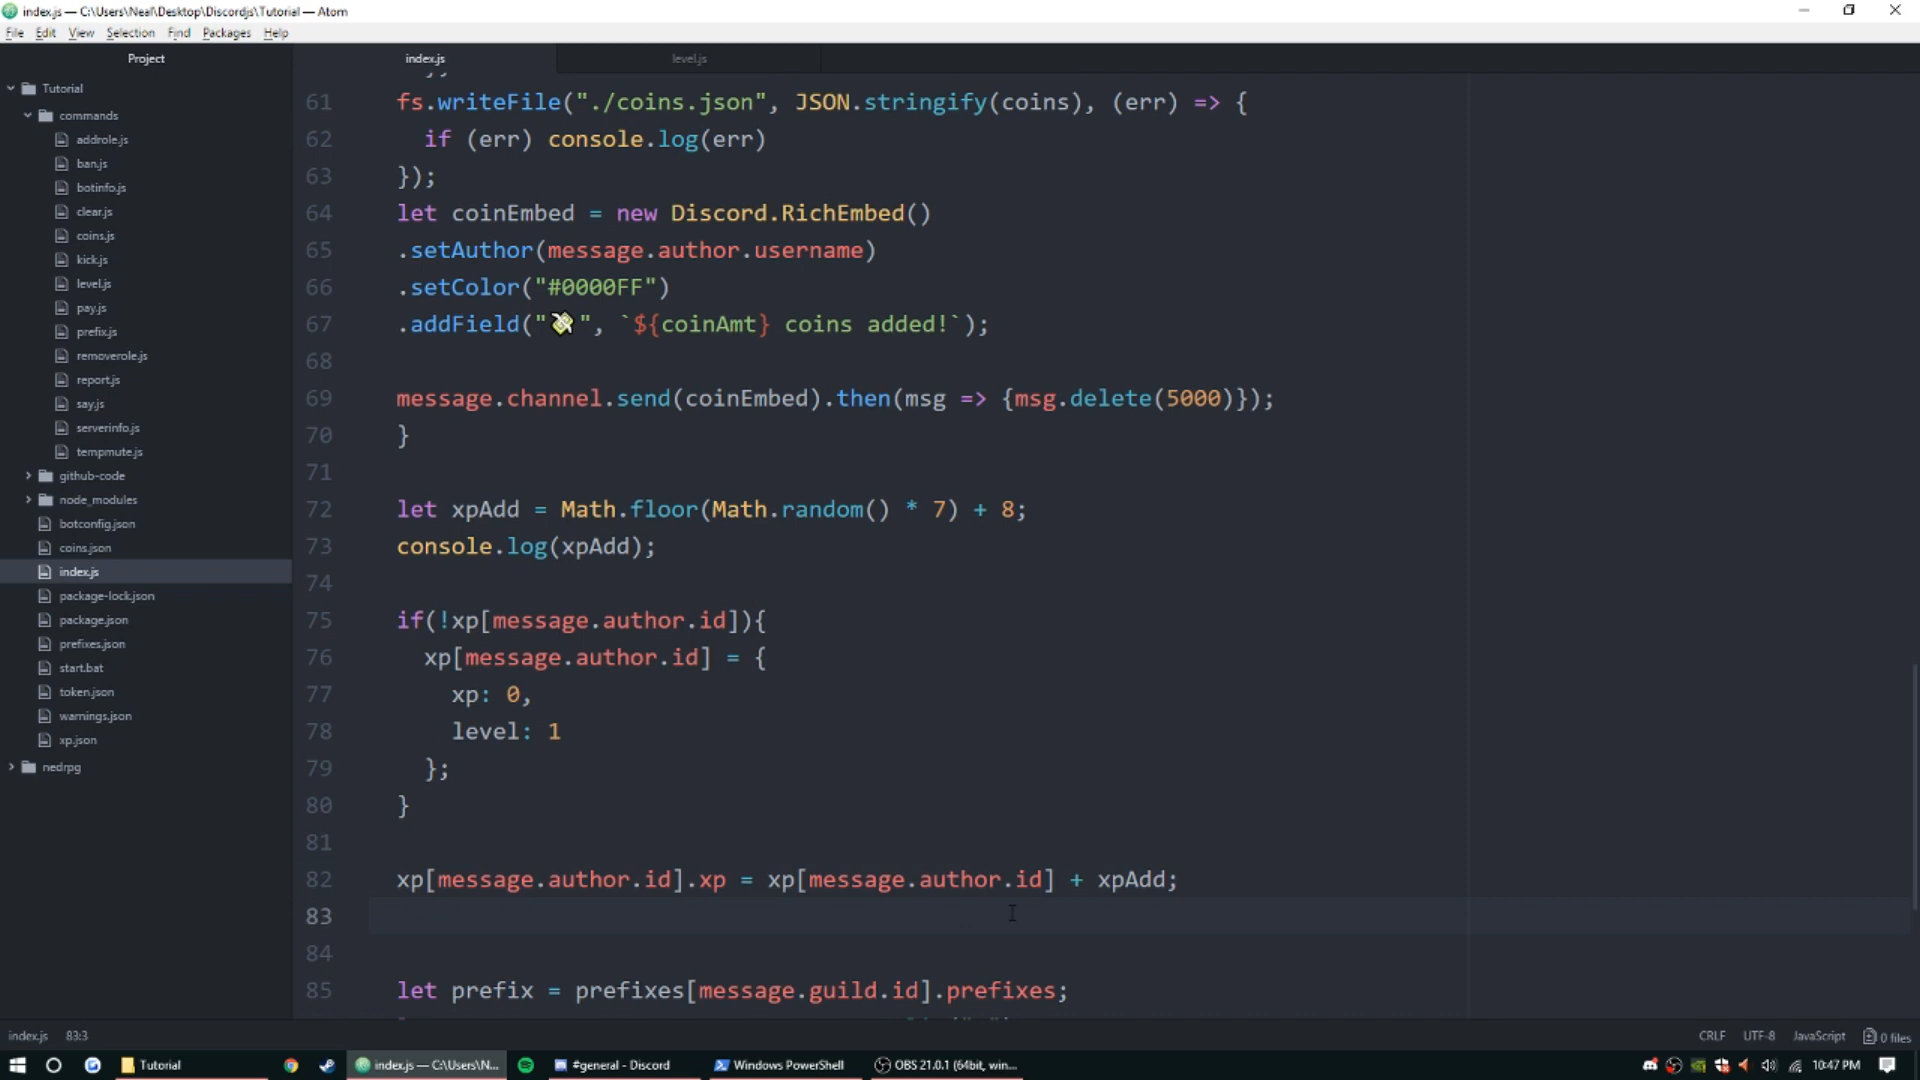 index.js — C:\Users\Neal\Desktop\Discordjs\Tutorial — Atom
File Edit View Selection Find Packages Help
Project
index.js
level.js
Tutorial
commands
addrole.js
ban.js
botinfo.js
clear.js
coins.js
kick.js
level.js
pay.js
prefix.js
removerole.js
report.js
say.js
serverinfo.js
tempmute.js
github-code
node_modules
botconfig.json
coins.json
index.js
package-lock.json
package.json
prefixes.json
start.bat
token.json
warnings.json
xp.json
nedrpg
61 fs.writeFile("./coins.json", JSON.stringify(coins), (err) => {
62 if (err) console.log(err)
63 });
64 let coinEmbed = new Discord.RichEmbed()
65 .setAuthor(message.author.username)
66 .setColor("#0000FF")
67 .addField("💸", `${coinAmt} coins added!`);
68
69 message.channel.send(coinEmbed).then(msg => {msg.delete(5000)});
70 }
71
72 let xpAdd = Math.floor(Math.random() * 7) + 8;
73 console.log(xpAdd);
74
75 if(!xp[message.author.id]){
76 xp[message.author.id] = {
77 xp: 0,
78 level: 1
79 };
80 }
81
82 xp[message.author.id].xp = xp[message.author.id] + xpAdd;
83
84
85 let prefix = prefixes[message.guild.id].prefixes;
index.js 83:3
CRLF UTF-8 JavaScript 0 files
Tutorial
index.js — C:\Users\N...
#general - Discord
Windows PowerShell
OBS 21.0.1 (64bit, win...
10:47 PM